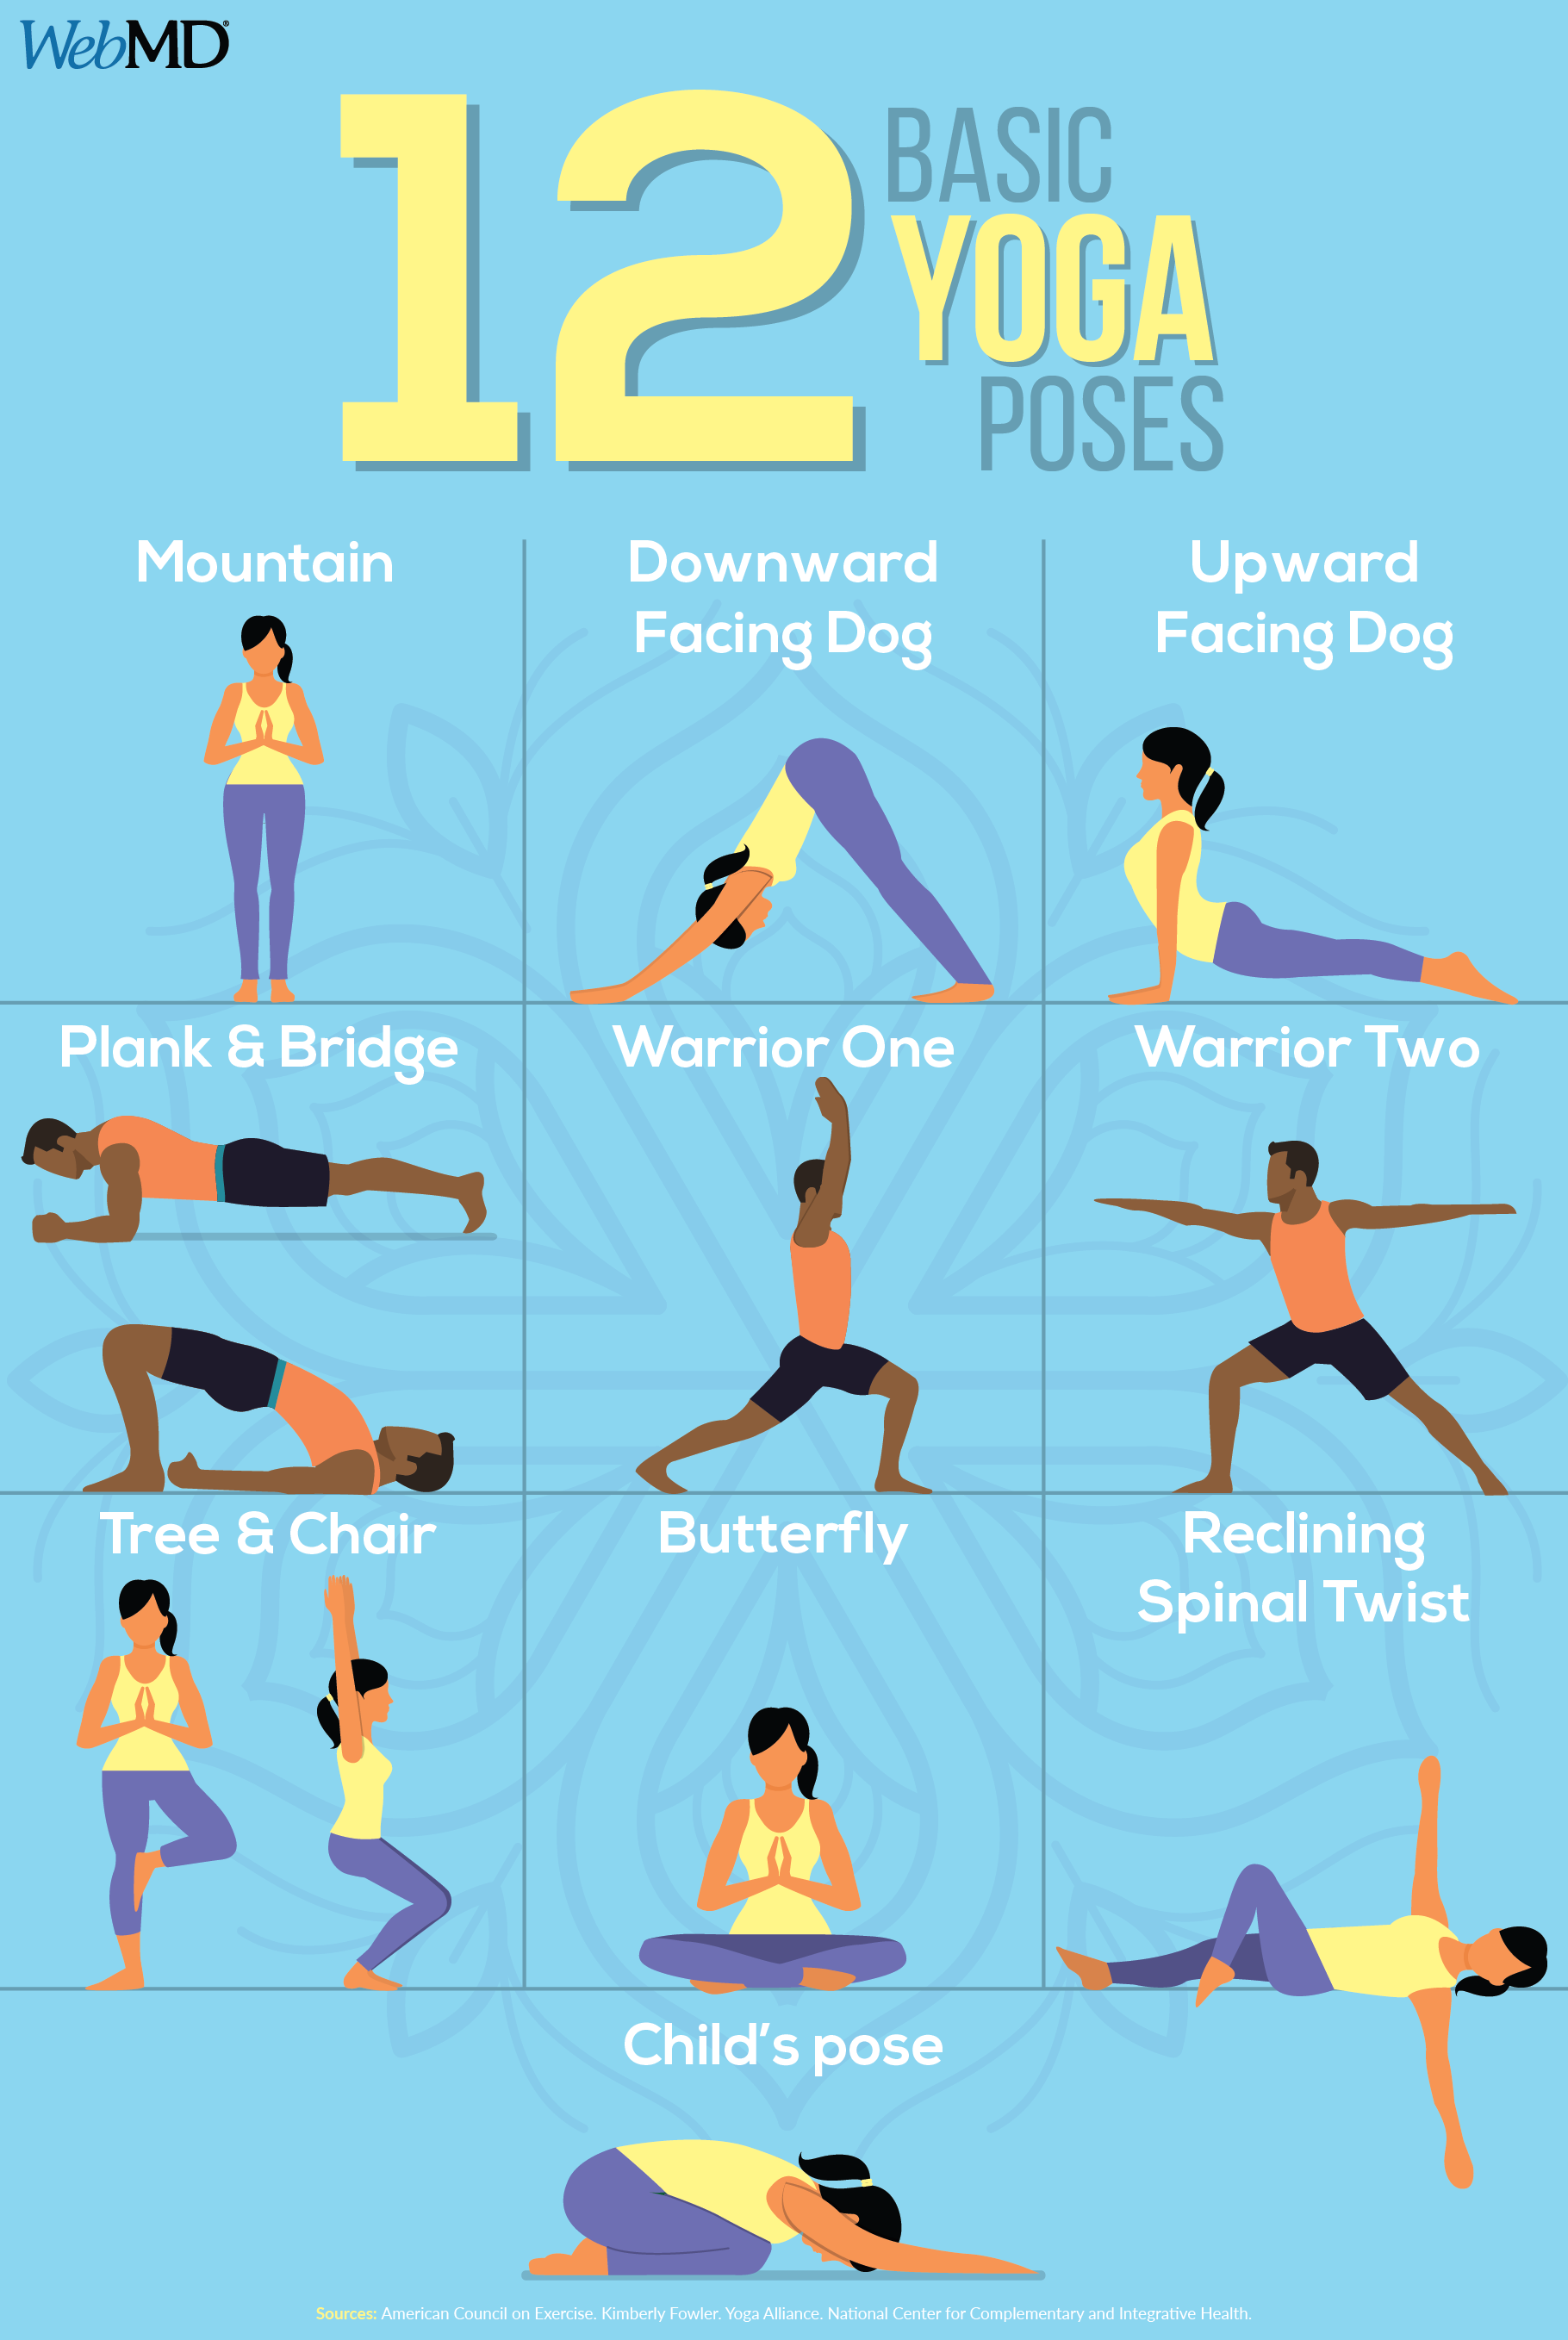 WebMD®
12
BASIC
YOGA
POSES
Mountain
Downward
Facing Dog
Upward
Facing Dog
Plank & Bridge
Warrior One
Warrior Two
Tree & Chair
Butterfly
Reclining
Spinal Twist
Child's pose
Sources: American Council on Exercise. Kimberly Fowler. Yoga Alliance. National Center for Complementary and Integrative Health.